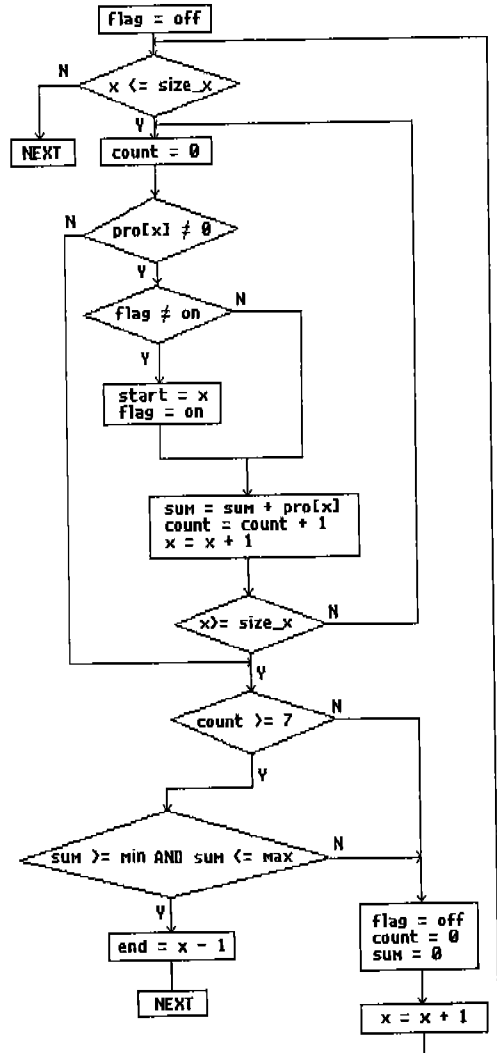 flag = off
N
x <= size_x
Y
NEXT
count = 0
N
pro[x] ≠ 0
Y
N
flag ≠ on
Y
start = x
flag = on
sum = sum + pro[x]
count = count + 1
x = x + 1
N
x>= size_x
Y
N
count >= 7
Y
N
sum >= min AND sum <= max
Y
flag = off
count = 0
sum = 0
end = x - 1
NEXT
x = x + 1